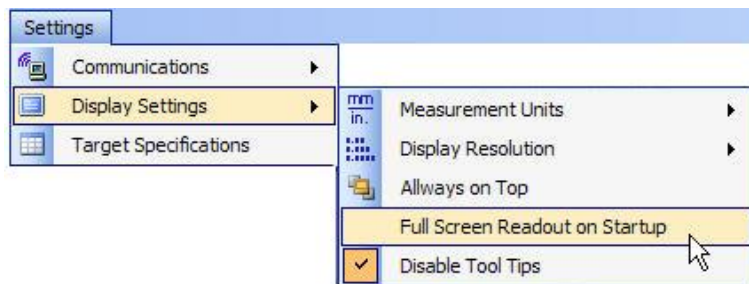 Settings
Communications
Display Settings
Target Specifications
mm
in.
Measurement Units
Display Resolution
Allways on Top
Full Screen Readout on Startup
Disable Tool Tips